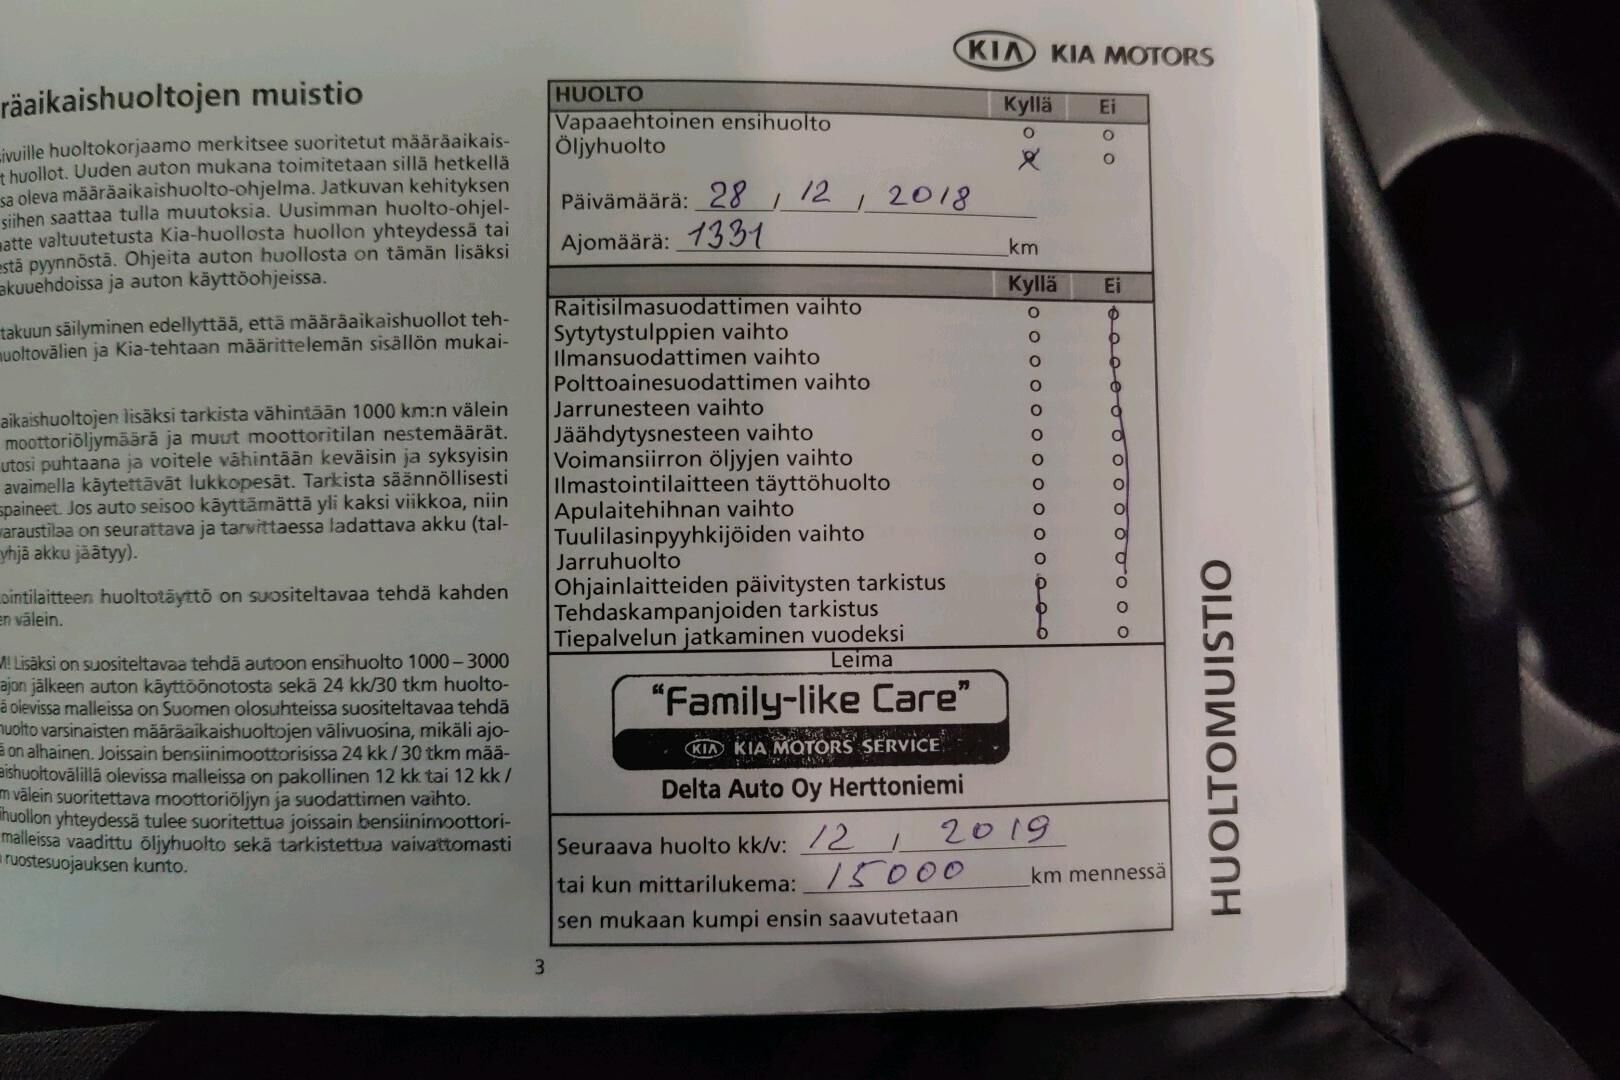 KIA KIA MOTORS
räaikaishuoltojen muistio
ivuille huoltokorjaamo merkitsee suoritetut määräaikais-
t huollot. Uuden auton mukana toimitetaan sillä hetkellä
sa oleva määräaikaishuolto-ohjelma. Jatkuvan kehityksen
siihen saattaa tulla muutoksia. Uusimman huolto-ohjel-
aatte valtuutetusta Kia-huollosta huollon yhteydessä tai
estä pyynnöstä. Ohjeita auton huollosta on tämän lisäksi
akuuehdoissa ja auton käyttöohjeissa.
takuun säilyminen edellyttää, että määräaikaishuollot teh-
uoltovälien ja Kia-tehtaan määrittelemän sisällön mukai-
aikaishuoltojen lisäksi tarkista vähintään 1000 km:n välein
moottoriöljymäärä ja muut moottoritilan nestemäärät.
utosi puhtaana ja voitele vähintään keväisin ja syksyisin
avaimella käytettävät lukkopesät. Tarkista säännöllisesti
spaineet. Jos auto seisoo käyttämättä yli kaksi viikkoa, niin
varaustilaa on seurattava ja tarvittaessa ladattava akku (tal-
yhjä akku jäätyy).
ointilaitteen huoltotäyttö on suositeltavaa tehdä kahden
en välein.
M! Lisäksi on suositeltavaa tehdä autoon ensihuolto 1000 – 3000
ajon jälkeen auton käyttöönotosta sekä 24 kk/30 tkm huolto-
ä olevissa malleissa on Suomen olosuhteissa suositeltavaa tehdä
huolto varsinaisten määräaikaishuoltojen välivuosina, mikäli ajo-
ä on alhainen. Joissain bensiinimoottorisissa 24 kk / 30 tkm mää-
aishuoltovälillä olevissa malleissa on pakollinen 12 kk tai 12 kk /
m välein suoritettava moottoriöljyn ja suodattimen vaihto.
ihuollon yhteydessä tulee suoritettua joissain bensiinimoottori-
malleissa vaadittu öljyhuolto sekä tarkistettua vaivattomasti
ruostesuojauksen kunto.
HUOLTO Kyllä Ei
Vapaaehtoinen ensihuolto
Öljyhuolto
Päivämäärä: 28 / 12 / 2018
Ajomäärä: 1331 km
Kyllä Ei
Raitisilmasuodattimen vaihto
Sytytystulppien vaihto
Ilmansuodattimen vaihto
Polttoainesuodattimen vaihto
Jarrunesteen vaihto
Jäähdytysnesteen vaihto
Voimansiirron öljyjen vaihto
Ilmastointilaitteen täyttöhuolto
Apulaitehihnan vaihto
Tuulilasinpyyhkijöiden vaihto
Jarruhuolto
Ohjainlaitteiden päivitysten tarkistus
Tehdaskampanjoiden tarkistus
Tiepalvelun jatkaminen vuodeksi
Leima
"Family-like Care"
KIA KIA MOTORS SERVICE
Delta Auto Oy Herttoniemi
Seuraava huolto kk/v: 12 / 2019
tai kun mittarilukema: 15000 km mennessä
sen mukaan kumpi ensin saavutetaan
HUOLTOMUISTIO
3